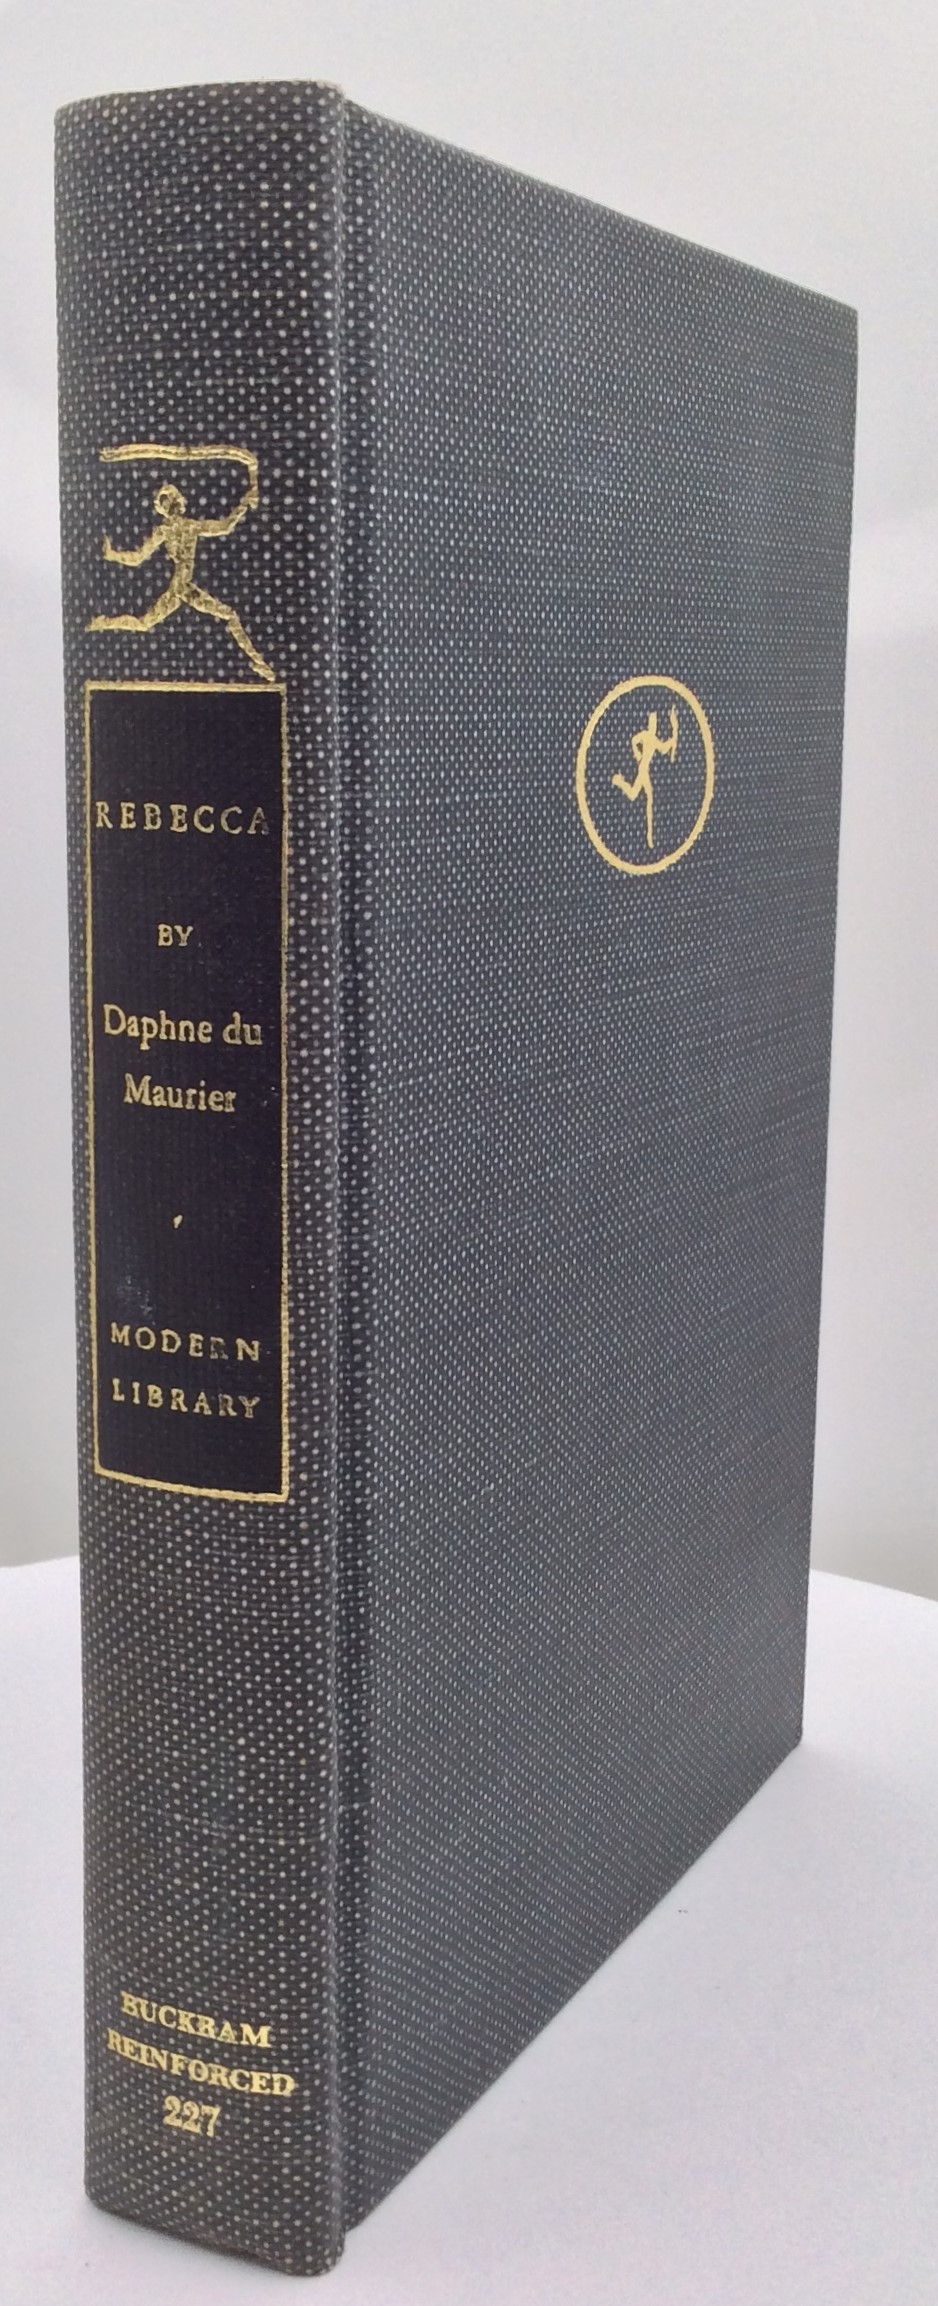 REBECCA
BY
Daphne du
Maurier
MODERN
LIBRARY
BUCKRAM
REINFORCED
227